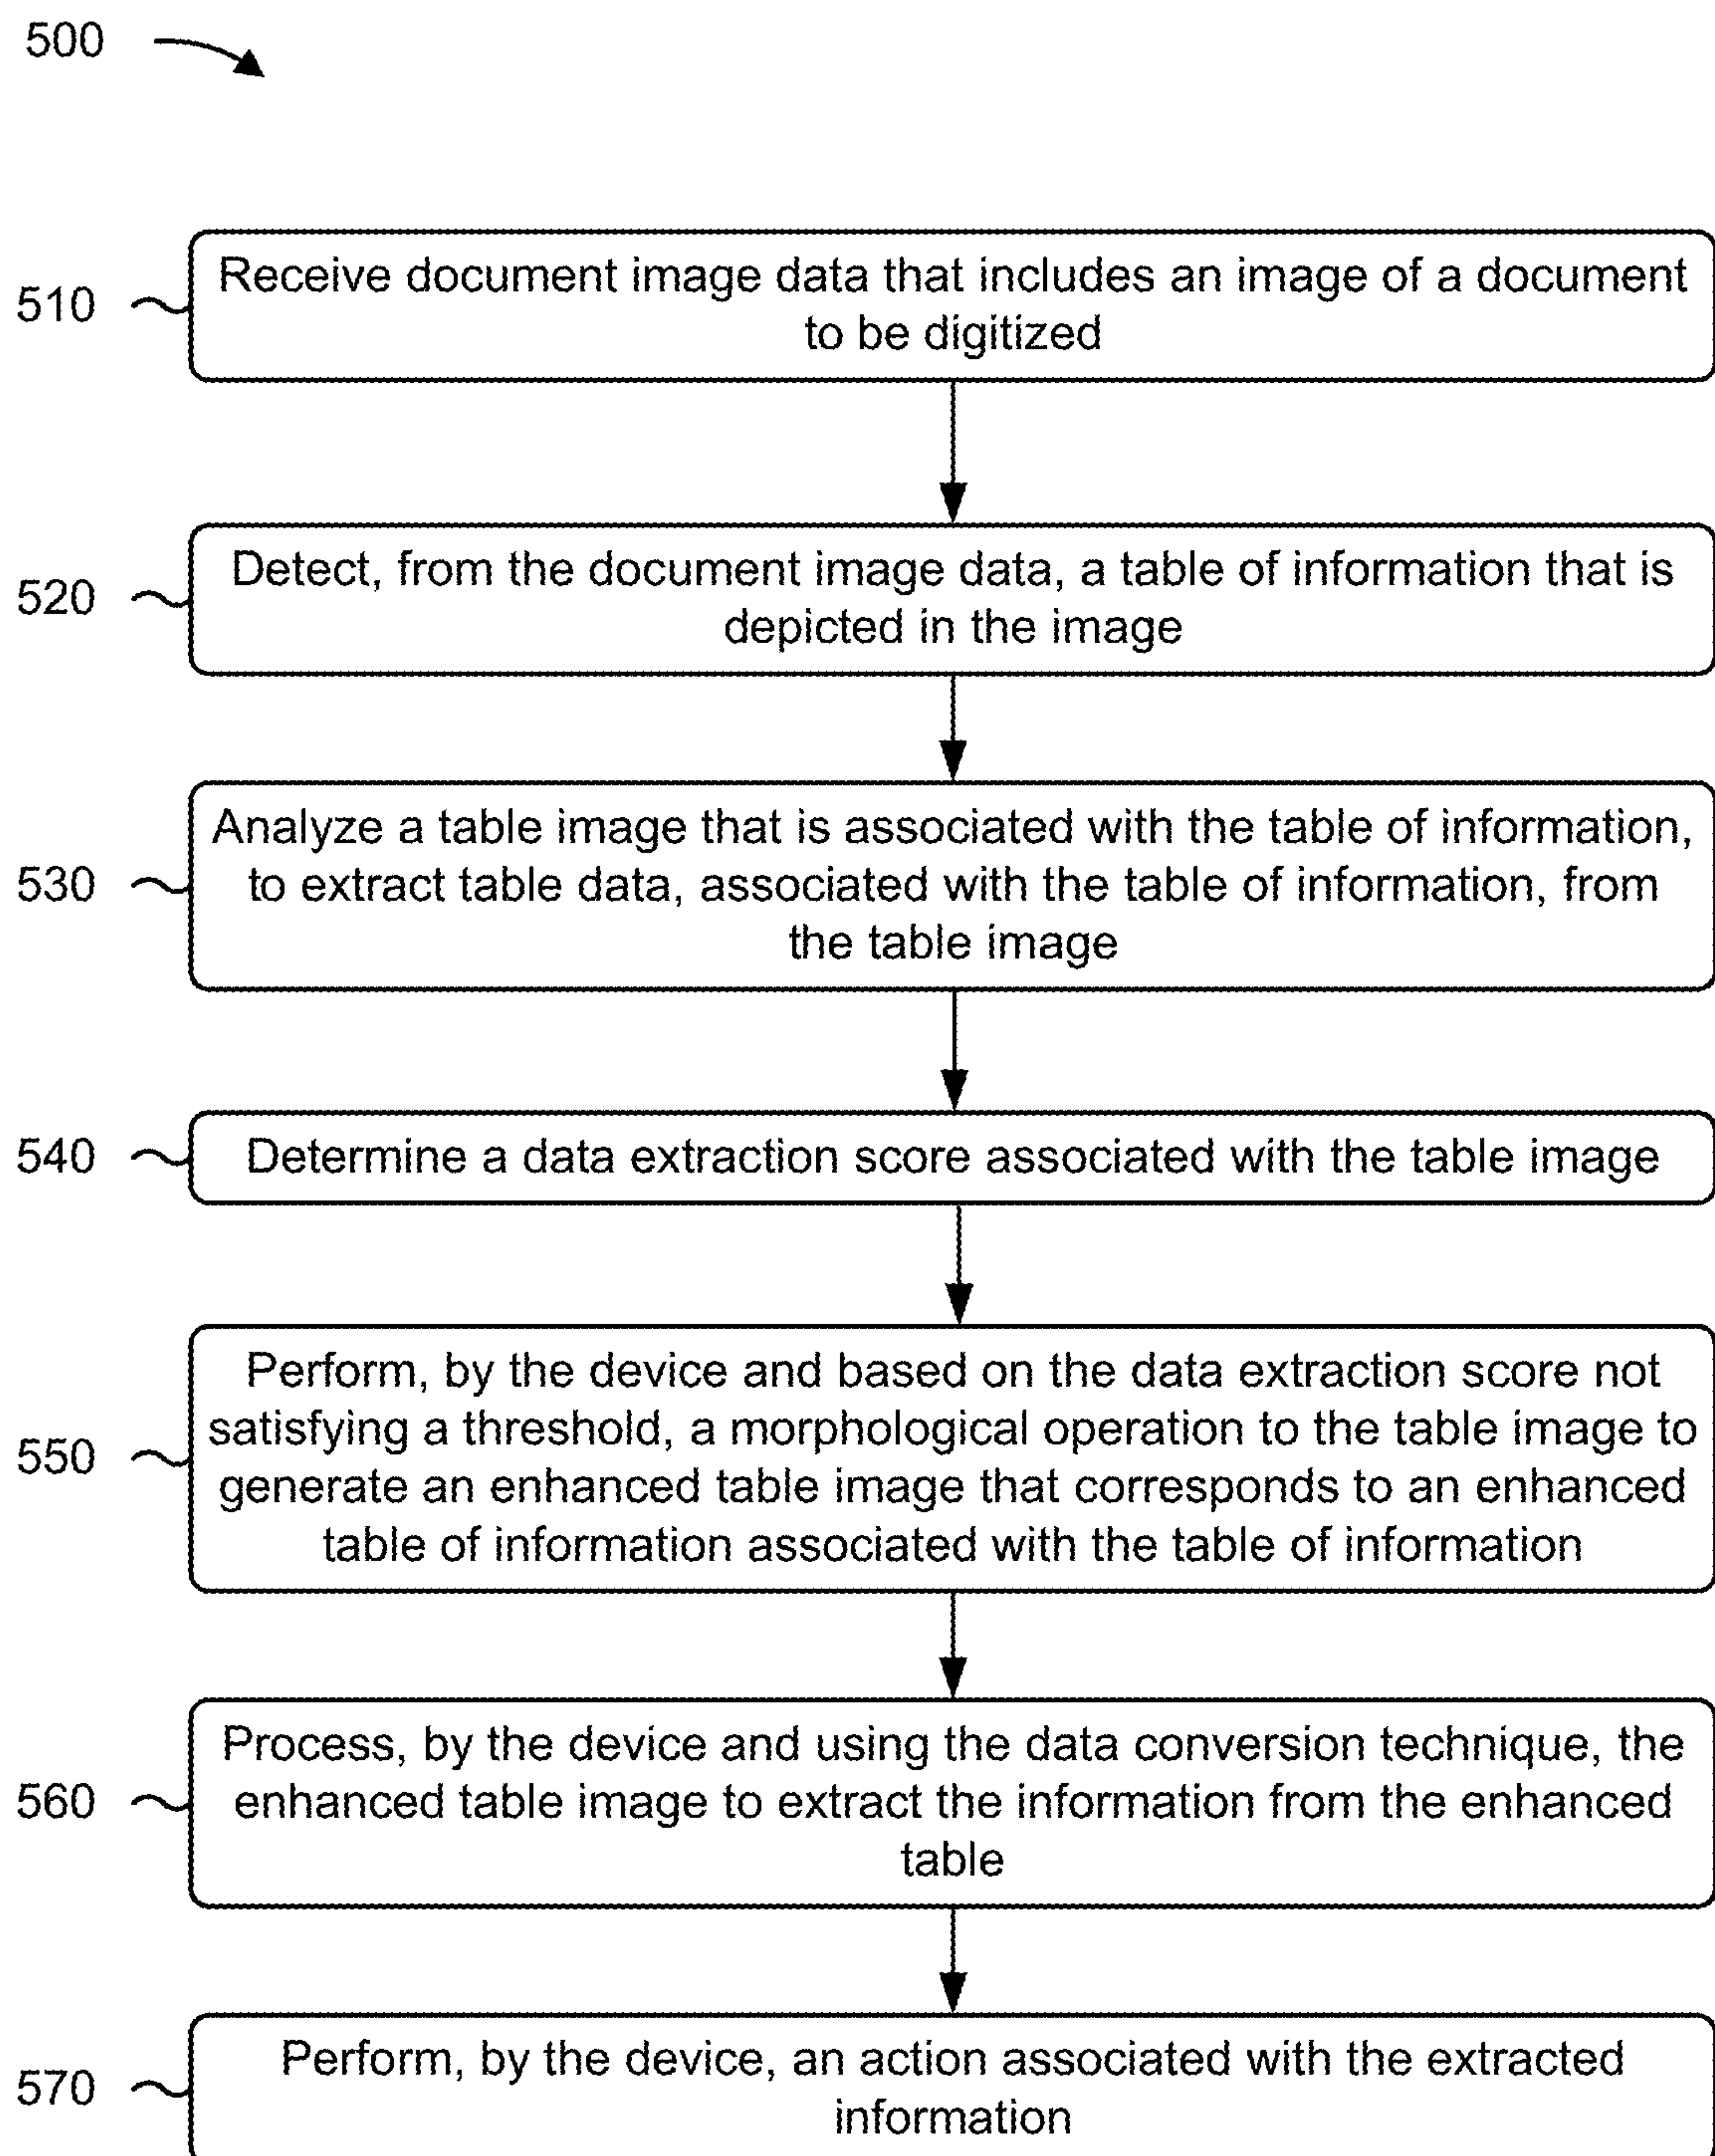 500
510
Receive document image data that includes an image of a document
to be digitized
520
Detect, from the document image data, a table of information that is
depicted in the image
530
Analyze a table image that is associated with the table of information,
to extract table data, associated with the table of information, from
the table image
540
Determine a data extraction score associated with the table image
550
Perform, by the device and based on the data extraction score not
satisfying a threshold, a morphological operation to the table image to
generate an enhanced table image that corresponds to an enhanced
table of information associated with the table of information
560
Process, by the device and using the data conversion technique, the
enhanced table image to extract the information from the enhanced
table
570
Perform, by the device, an action associated with the extracted
information